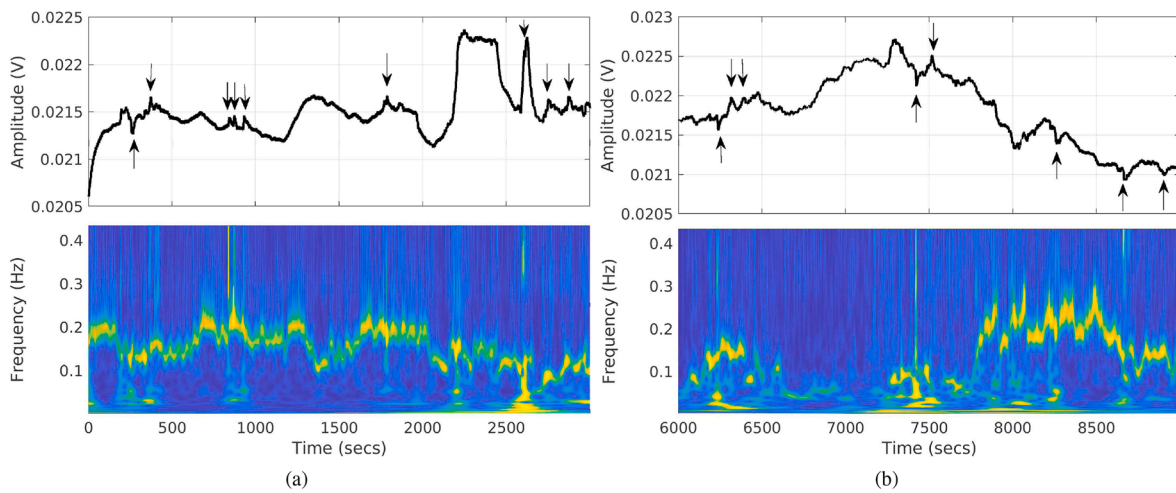 0.0225
0.022
0.0215
0.021
0.0205
Amplitude (V)
0.4
0.3
0.2
0.1
Frequency (Hz)
0 500 1000 1500 2000 2500
Time (secs)
(a)
0.023
0.0225
0.022
0.0215
0.021
0.0205
Amplitude (V)
0.4
0.3
0.2
0.1
Frequency (Hz)
6000 6500 7000 7500 8000 8500
Time (secs)
(b)